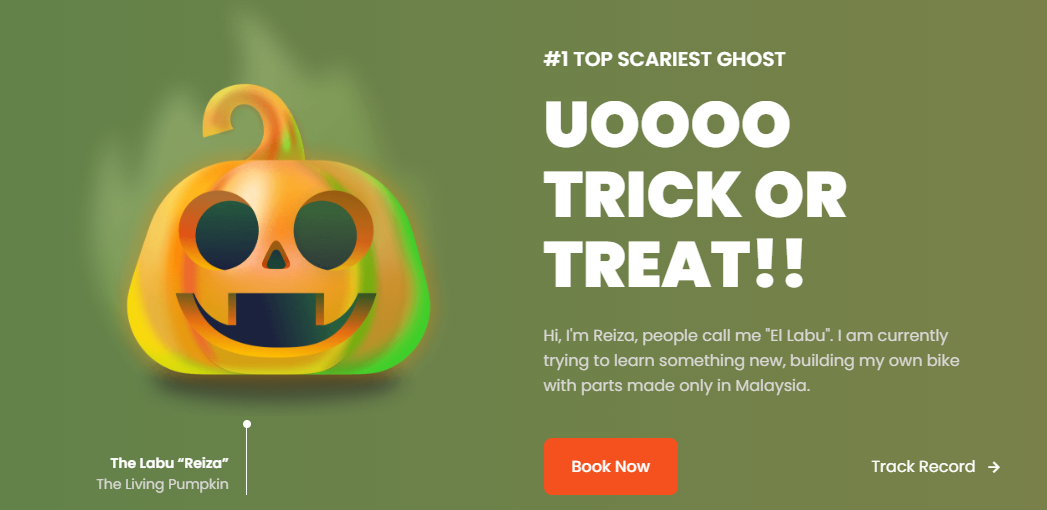 #1 TOP SCARIEST GHOST
UOOOO
TRICK OR
TREAT!!
Hi, I'm Reiza, people call me "El Labu". I am currently
trying to learn something new, building my own bike
with parts made only in Malaysia.
Book Now
Track Record →
The Labu “Reiza”
The Living Pumpkin